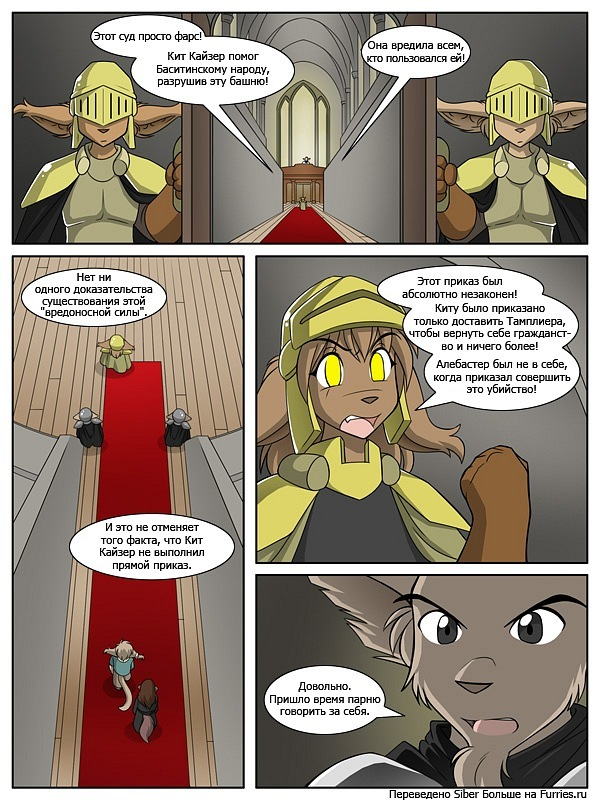 Этот суд просто фарс!
Кит Кайзер помог
Баситинскому народу,
разрушив эту башню!
Она вредила всем,
кто пользовался ей!
Нет ни
одного доказательства
существования этой
"вредоносной силы".
И это не отменяет
того факта, что Кит
Кайзер не выполнил
прямой приказ.
Этот приказ был
абсолютно незаконен!
Киту было приказано
только доставить Тамплиера,
чтобы вернуть себе гражданст-
во и ничего более!
Алебастер был не в себе,
когда приказал совершить
это убийство!
Довольно.
Пришло время парню
говорить за себя.
Переведено Siber Больше на Furries.ru